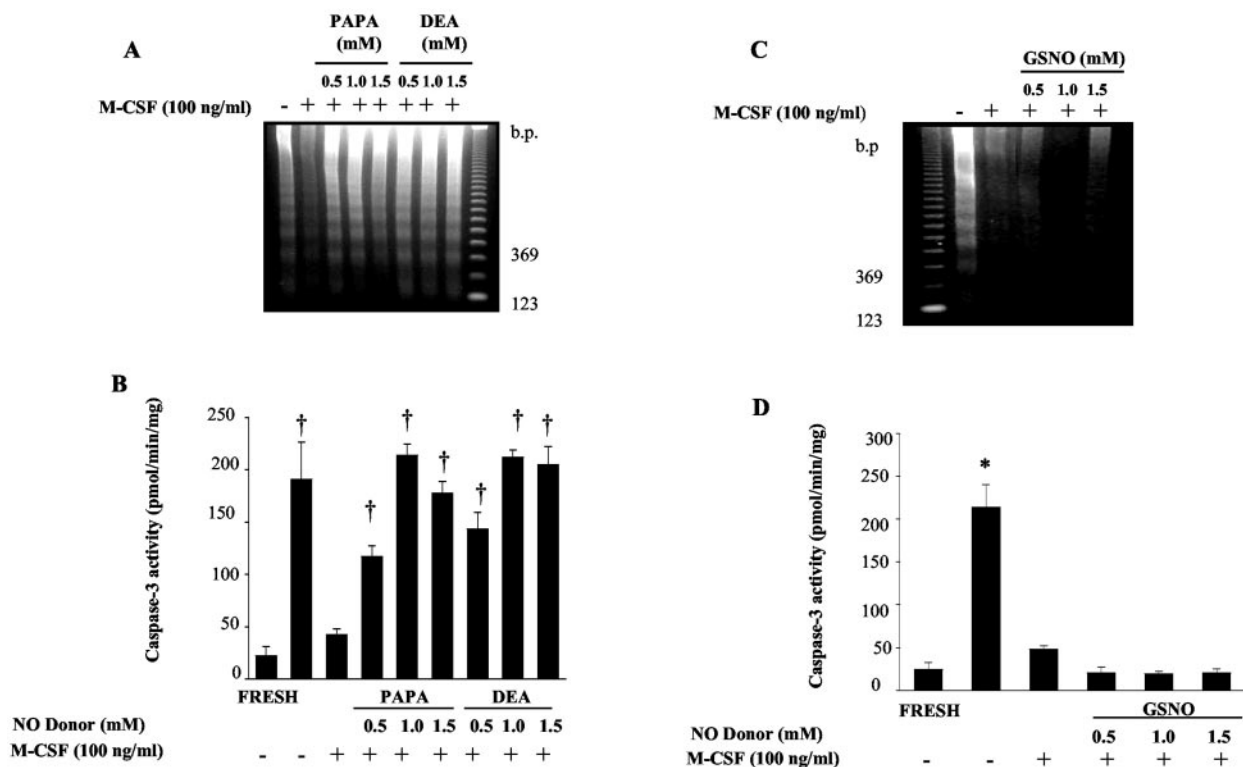 A
PAPA DEA
(mM) (mM)
0.5 1.0 1.5 0.5 1.0 1.5
M-CSF (100 ng/ml) - + + + + + + +
b.p.
369
123
B
Caspase-3 activity (pmol/min/mg)
250
200
150
100
50
0
† † † † † † †
FRESH PAPA DEA
NO Donor (mM) 0.5 1.0 1.5 0.5 1.0 1.5
M-CSF (100 ng/ml) - - + + + + + + +
C
GSNO (mM)
0.5 1.0 1.5
M-CSF (100 ng/ml) - + + + +
b.p
369
123
D
Caspase-3 activity (pmol/min/mg)
300
250
200
150
100
50
0
*
FRESH GSNO
NO Donor (mM) 0.5 1.0 1.5
M-CSF (100 ng/ml) - - + + + +